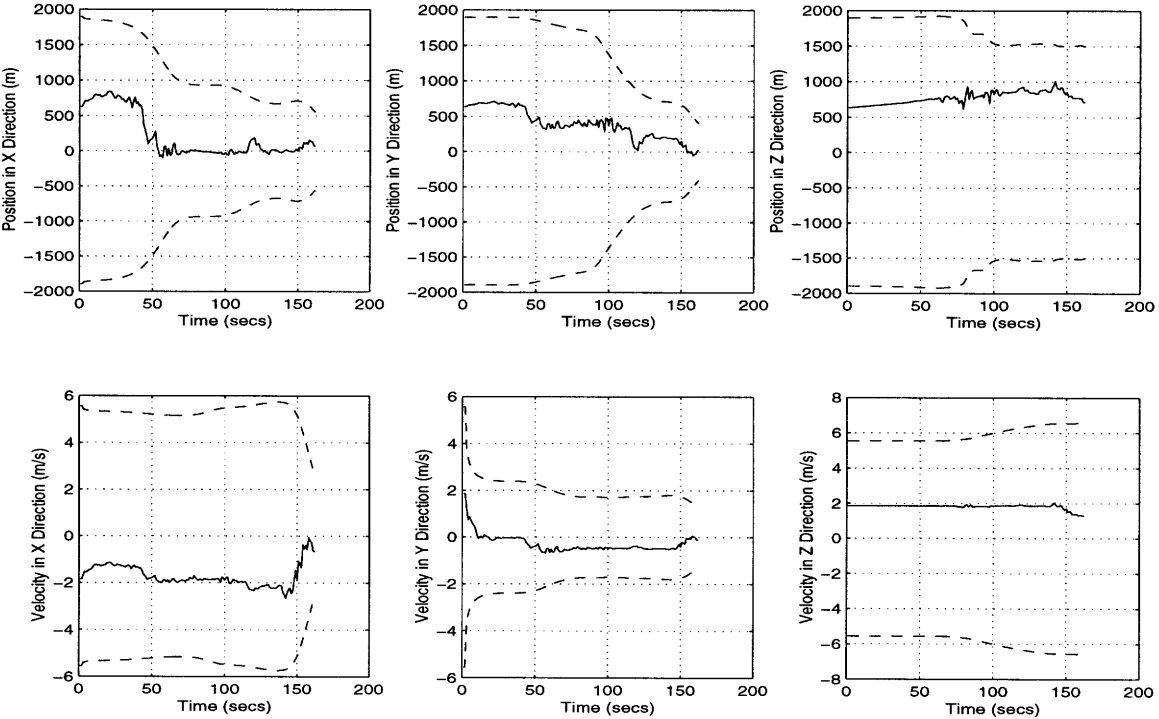 2000
1500
1000
500
0
−500
−1000
−1500
−2000
Position in X Direction (m)
0 50 100 150 200
Time (secs)
2000
1500
1000
500
0
−500
−1000
−1500
−2000
Position in Y Direction (m)
0 50 100 150 200
Time (secs)
2000
1500
1000
500
0
−500
−1000
−1500
−2000
Position in Z Direction (m)
0 50 100 150 200
Time (secs)
6
4
2
0
−2
−4
−6
Velocity in X Direction (m/s)
0 50 100 150 200
Time (secs)
6
4
2
0
−2
−4
−6
Velocity in Y Direction (m/s)
0 50 100 150 200
Time (secs)
8
6
4
2
0
−2
−4
−6
−8
Velocity in Z Direction (m/s)
0 50 100 150 200
Time (secs)